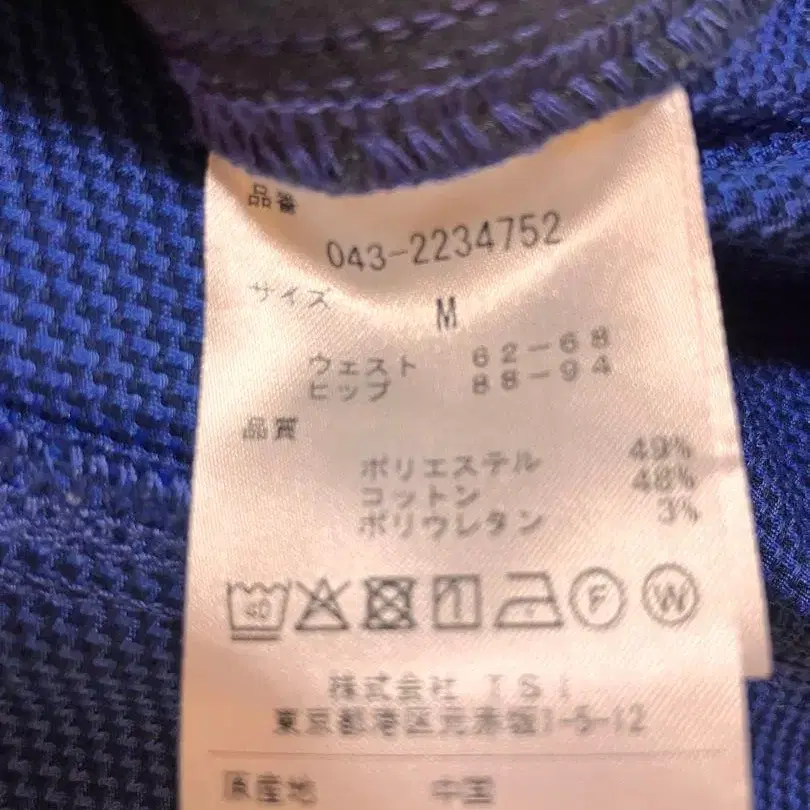 品番
043-2234752
サイズ
M
ウェスト 62-68
ヒップ 88-94
品質
ポリエステル 49%
コットン 48%
ポリウレタン 3%
40 F W
株式会社 ISI
東京都港区元赤坂1-5-12
原産地 中国